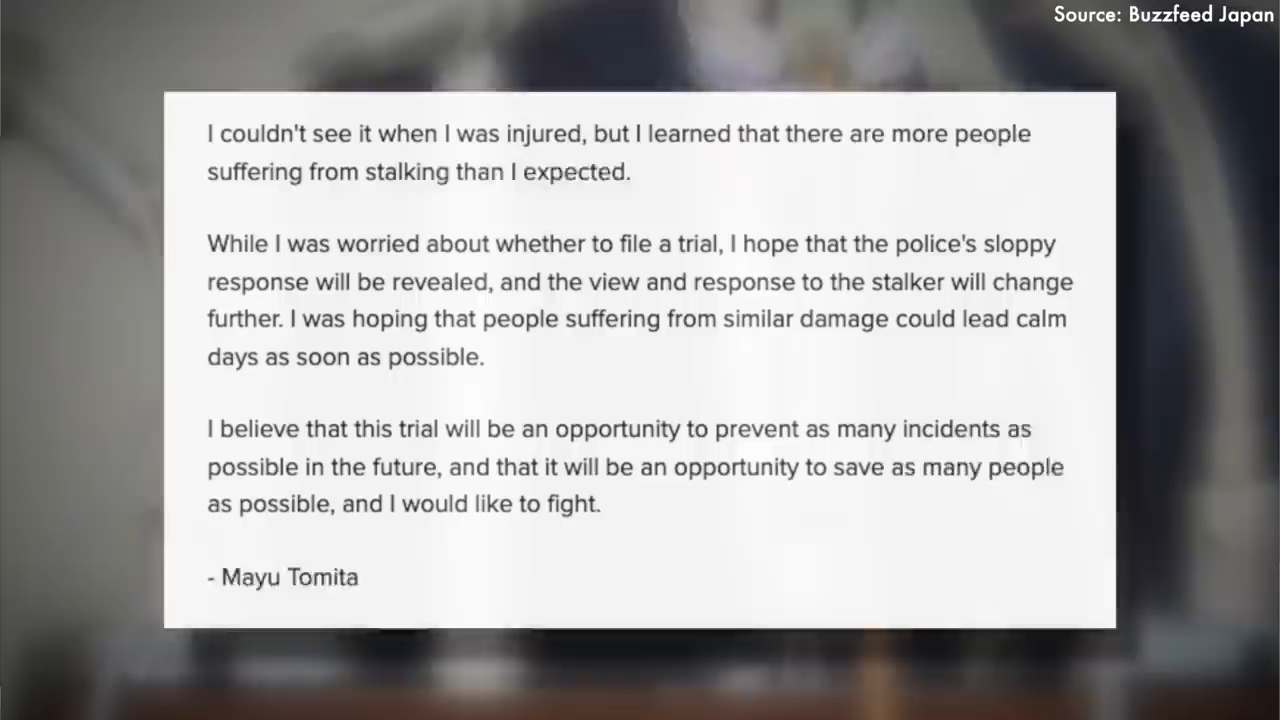 Source: Buzzfeed Japan
I couldn't see it when I was injured, but I learned that there are more people
suffering from stalking than I expected.
While I was worried about whether to file a trial, I hope that the police's sloppy
response will be revealed, and the view and response to the stalker will change
further. I was hoping that people suffering from similar damage could lead calm
days as soon as possible.
I believe that this trial will be an opportunity to prevent as many incidents as
possible in the future, and that it will be an opportunity to save as many people
as possible, and I would like to fight.
- Mayu Tomita